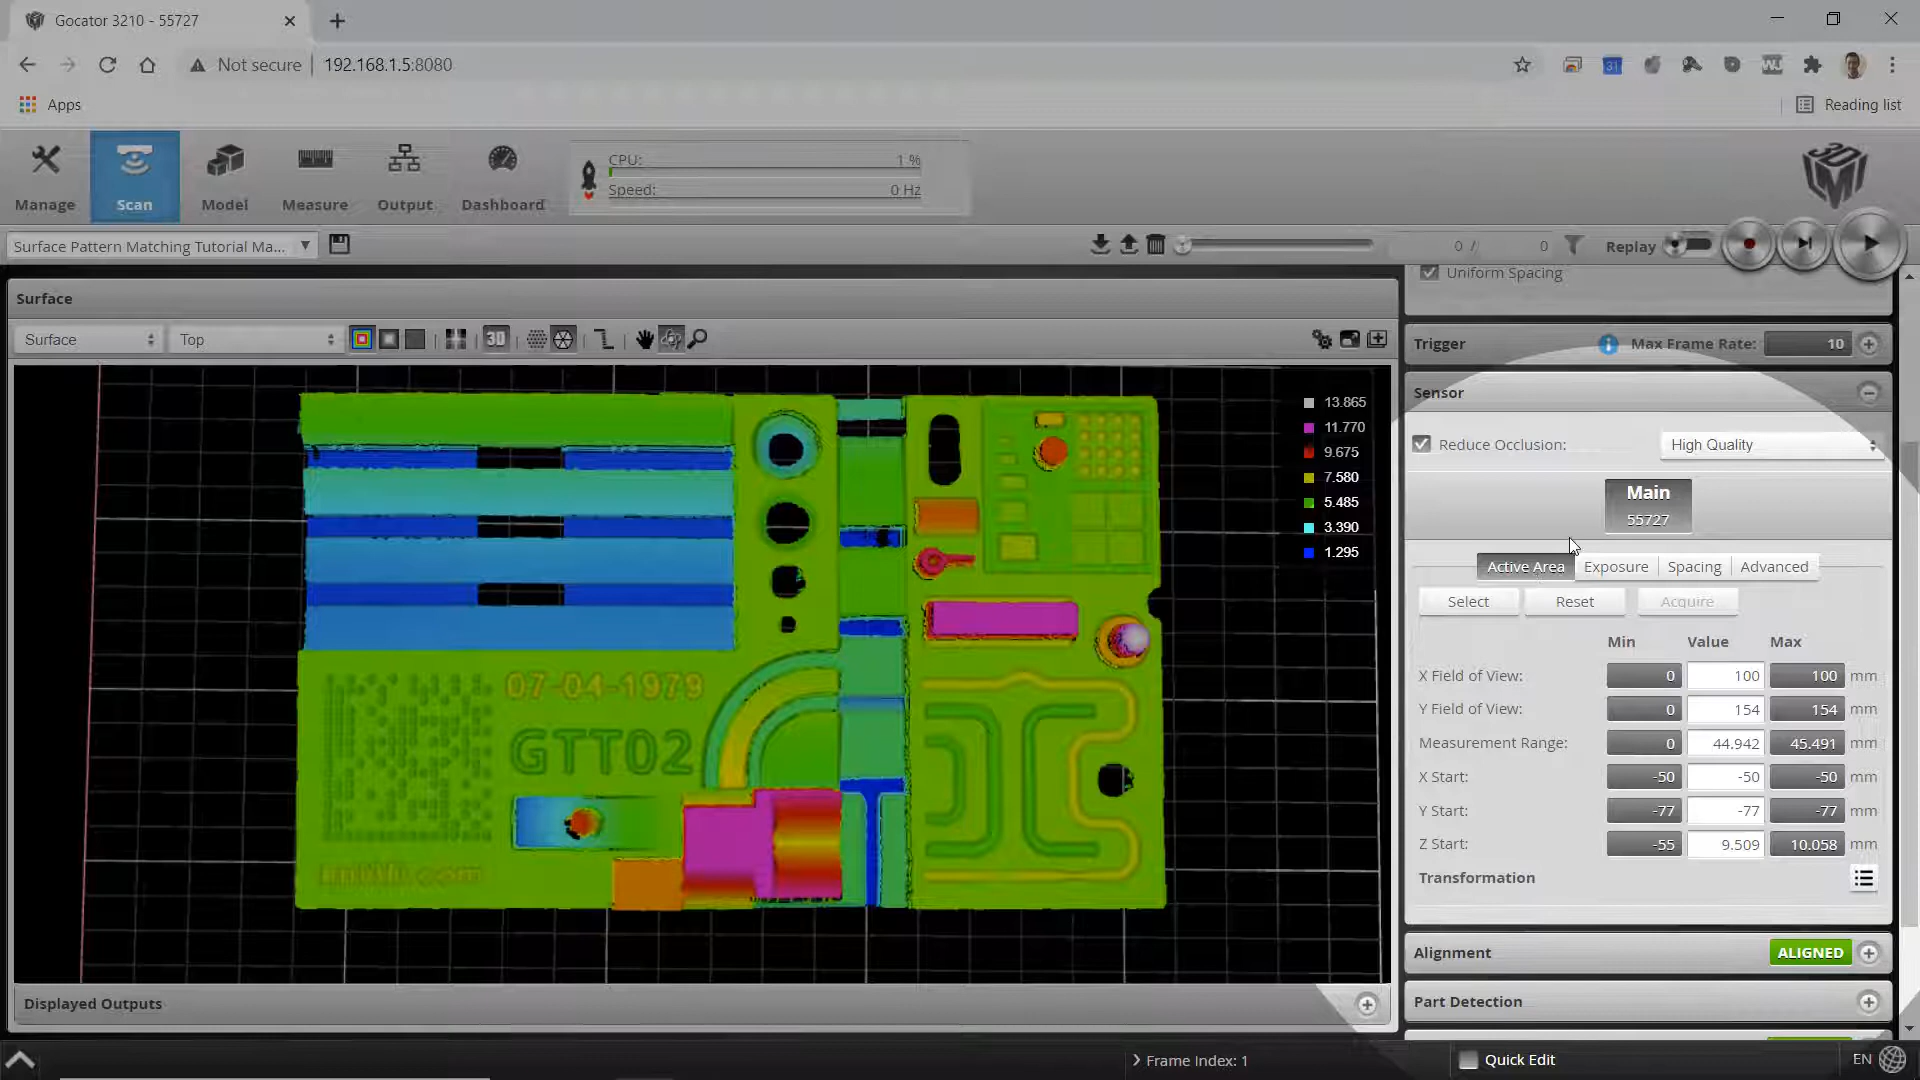 Gocator 3210 - 55727
Not secure
192.168.1.5:8080
Apps
Reading list
Manage
Scan
Model
Measure
Output
Dashboard
CPU:
1 %
Speed:
0 Hz
Surface Pattern Matching Tutorial Ma...
0 /
0
Replay
Surface
Surface
Top
3D
13.865
11.770
9.675
7.580
5.485
3.390
1.295
07-04-1979
GTT02
Displayed Outputs
Uniform Spacing
Trigger
Max Frame Rate:
10
Sensor
Reduce Occlusion:
High Quality
Main
55727
Active Area
Exposure
Spacing
Advanced
Select
Reset
Acquire
Min
Value
Max
X Field of View:
0
100
100
mm
Y Field of View:
0
154
154
mm
Measurement Range:
0
44.942
45.491
mm
X Start:
-50
-50
-50
mm
Y Start:
-77
-77
-77
mm
Z Start:
-55
9.509
10.058
mm
Transformation
Alignment
ALIGNED
Part Detection
Frame Index: 1
Quick Edit
EN